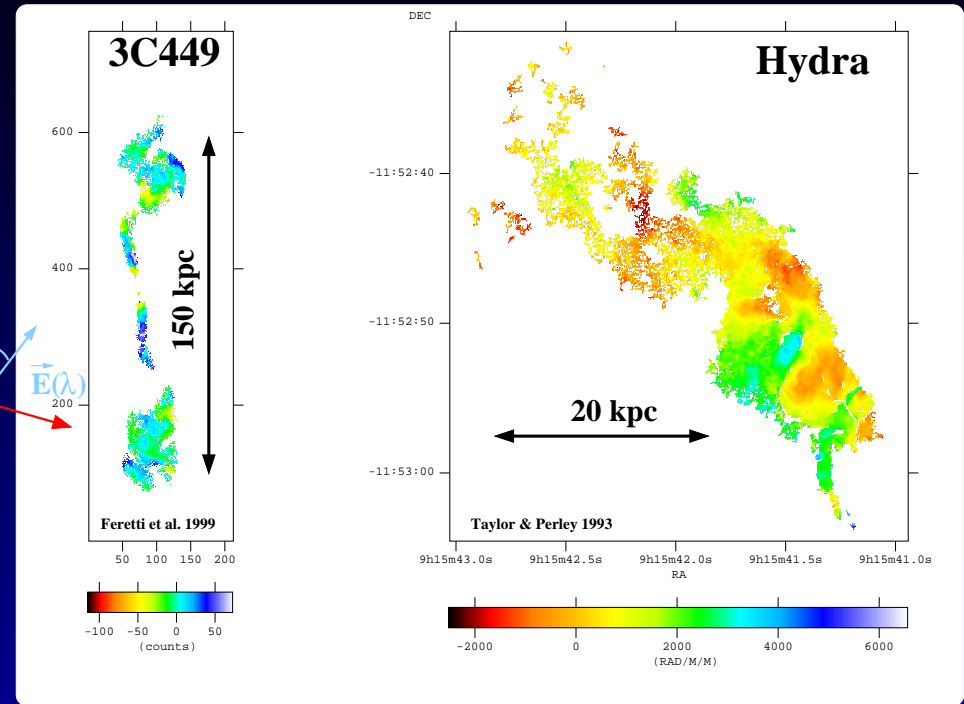 3C449
600
400
200
150 kpc
E(λ)
Feretti et al. 1999
50 100 150 200
-100 -50 0 50
(counts)
DEC
Hydra
-11:52:40
-11:52:50
-11:53:00
20 kpc
Taylor & Perley 1993
9h15m43.0s 9h15m42.5s 9h15m42.0s 9h15m41.5s 9h15m41.0s
RA
-2000 0 2000 4000 6000
(RAD/M/M)